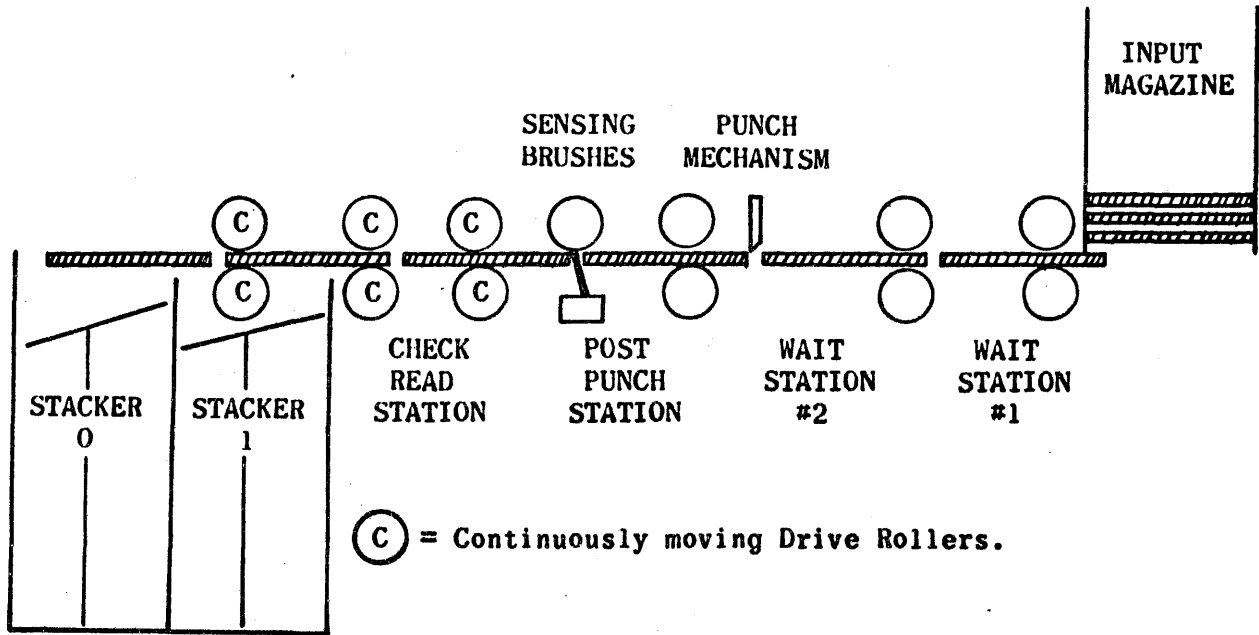 INPUT
MAGAZINE
SENSING
BRUSHES
PUNCH
MECHANISM
C C C
C C C
CHECK
READ
STATION
POST
PUNCH
STATION
WAIT
STATION
#2
WAIT
STATION
#1
STACKER
0
STACKER
1
C = Continuously moving Drive Rollers.